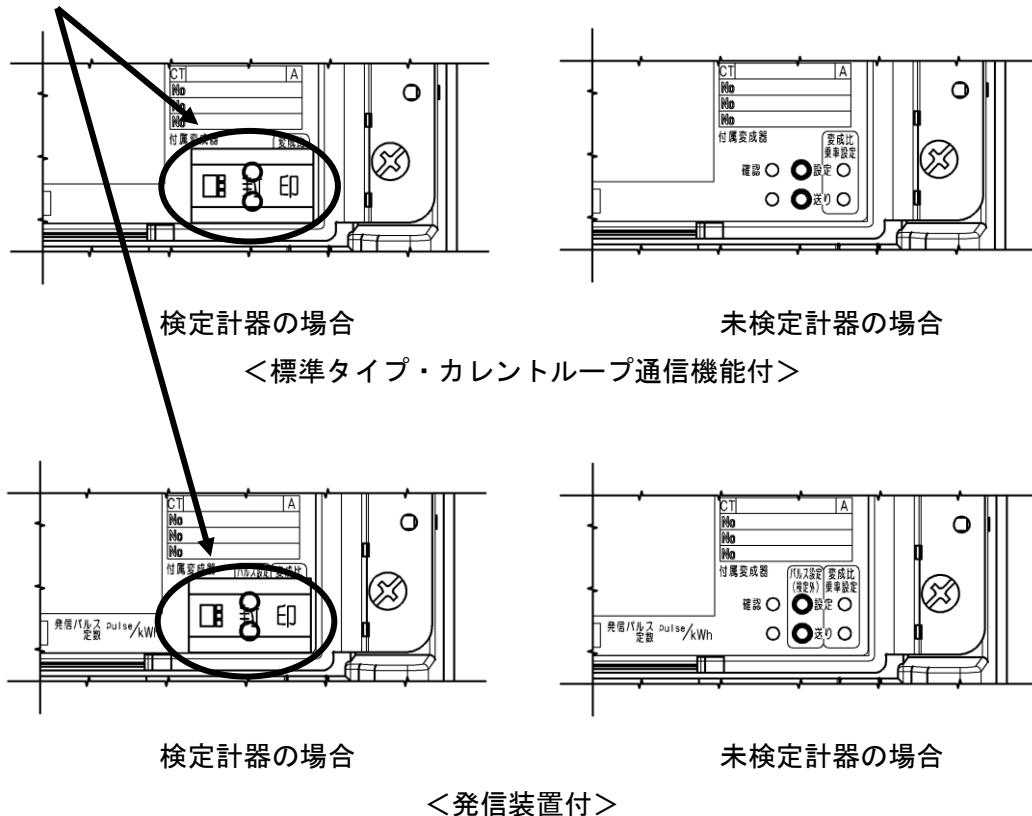 CT A
No
No
No
付属変成器 変成比
封印
検定計器の場合
CT A
No
No
No
付属変成器 変成比
乗率設定
確認 設定
送り
未検定計器の場合
<標準タイプ・カレントループ通信機能付>
CT A
No
No
No
付属変成器 パルス設定 変成比
発信パルス定数 pulse/kWh
検定計器の場合
CT A
No
No
No
付属変成器 パルス設定 変成比
(検定外) 乗率設定
確認 設定
送り
発信パルス定数 pulse/kWh
未検定計器の場合
<発信装置付>